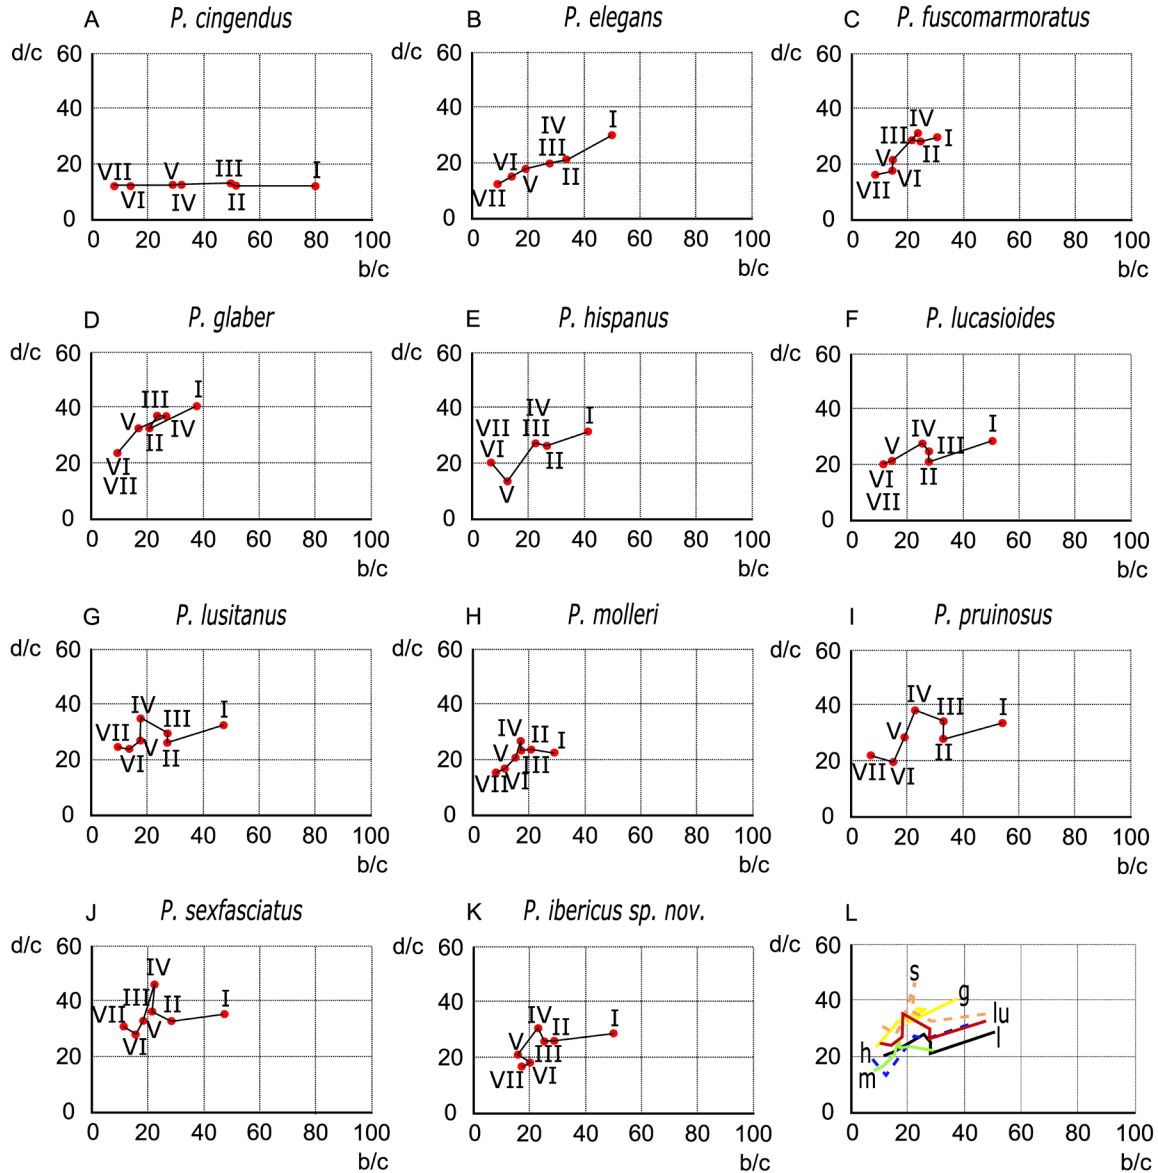 A P. cingendus
d/c
60
40
20
0
VII VI V IV III II I
0 20 40 60 80 100
b/c
B P. elegans
d/c
60
40
20
0
VII VI V IV III II I
0 20 40 60 80 100
b/c
C P. fuscomarmoratus
d/c
60
40
20
0
VII VI V III IV II I
0 20 40 60 80 100
b/c
D P. glaber
d/c
60
40
20
0
VI VII V III II IV I
0 20 40 60 80 100
b/c
E P. hispanus
d/c
60
40
20
0
VII VI V IV III II I
0 20 40 60 80 100
b/c
F P. lucasioides
d/c
60
40
20
0
VI VII V IV III II I
0 20 40 60 80 100
b/c
G P. lusitanus
d/c
60
40
20
0
VII VI IV V III II I
0 20 40 60 80 100
b/c
H P. molleri
d/c
60
40
20
0
VII VI V IV III II I
0 20 40 60 80 100
b/c
I P. pruinosus
d/c
60
40
20
0
VII VI V IV III II I
0 20 40 60 80 100
b/c
J P. sexfasciatus
d/c
60
40
20
0
VII VI III V IV II I
0 20 40 60 80 100
b/c
K P. ibericus sp. nov.
d/c
60
40
20
0
VII VI V IV III II I
0 20 40 60 80 100
b/c
L
d/c
60
40
20
0
s g lu l h m
0 20 40 60 80 100
b/c